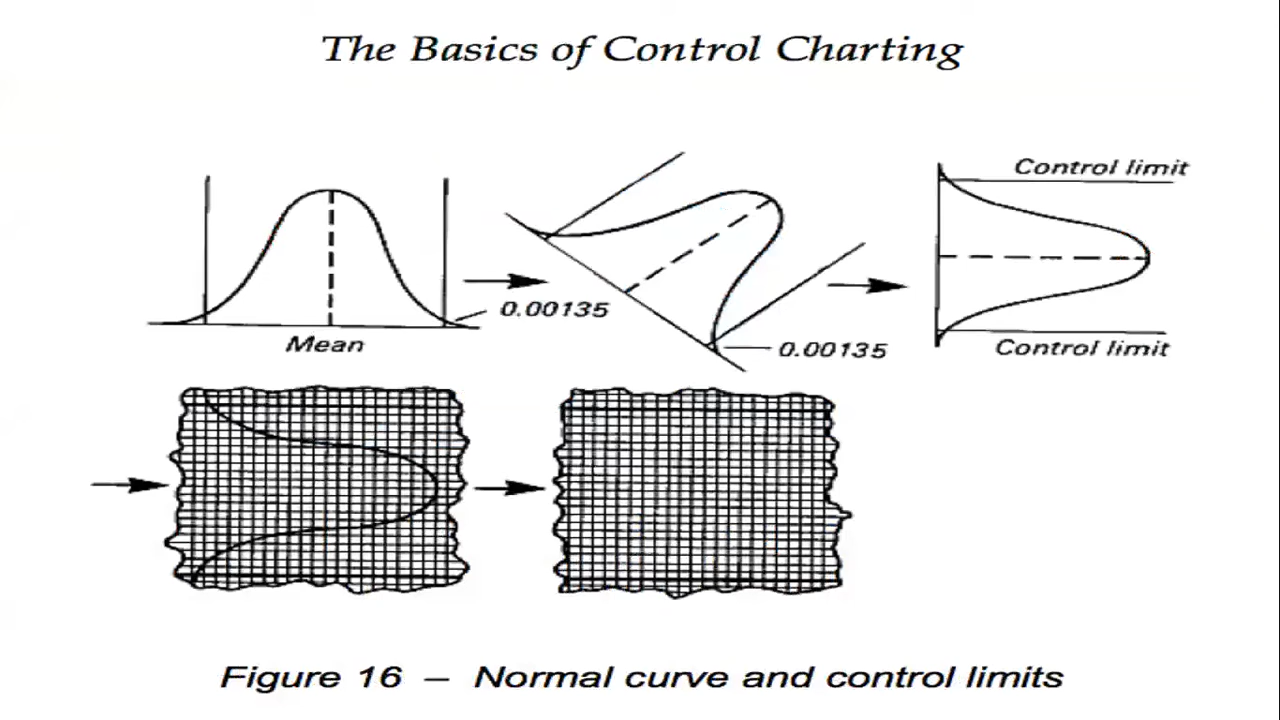 The Basics of Control Charting
Control limit
0.00135
Mean
0.00135
Control limit
Figure 16 – Normal curve and control limits